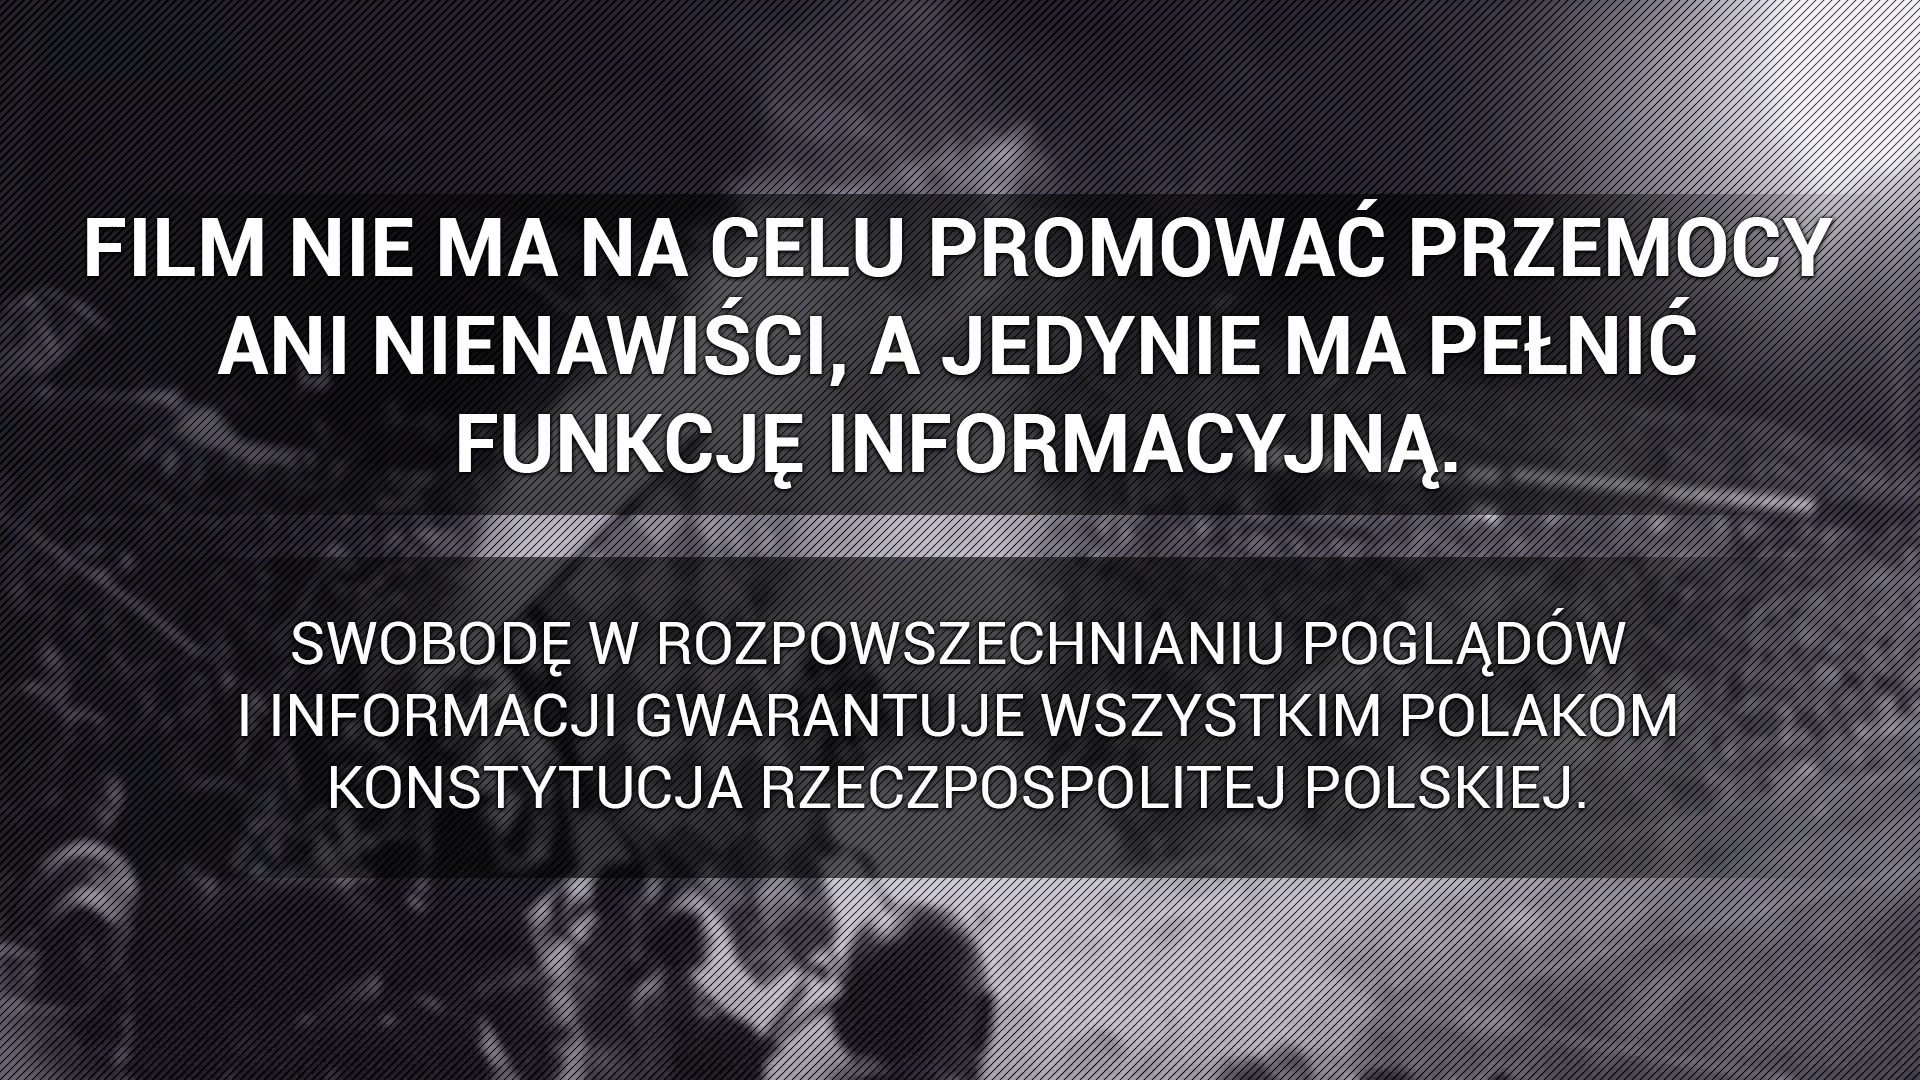 FILM NIE MA NA CELU PROMOWAĆ PRZEMOCY
ANI NIENAWIŚCI, A JEDYNIE MA PEŁNIĆ
FUNKCJĘ INFORMACYJNĄ.
SWOBODĘ W ROZPOWSZECHNIANIU POGLĄDÓW
I INFORMACJI GWARANTUJE WSZYSTKIM POLAKOM
KONSTYTUCJA RZECZPOSPOLITEJ POLSKIEJ.